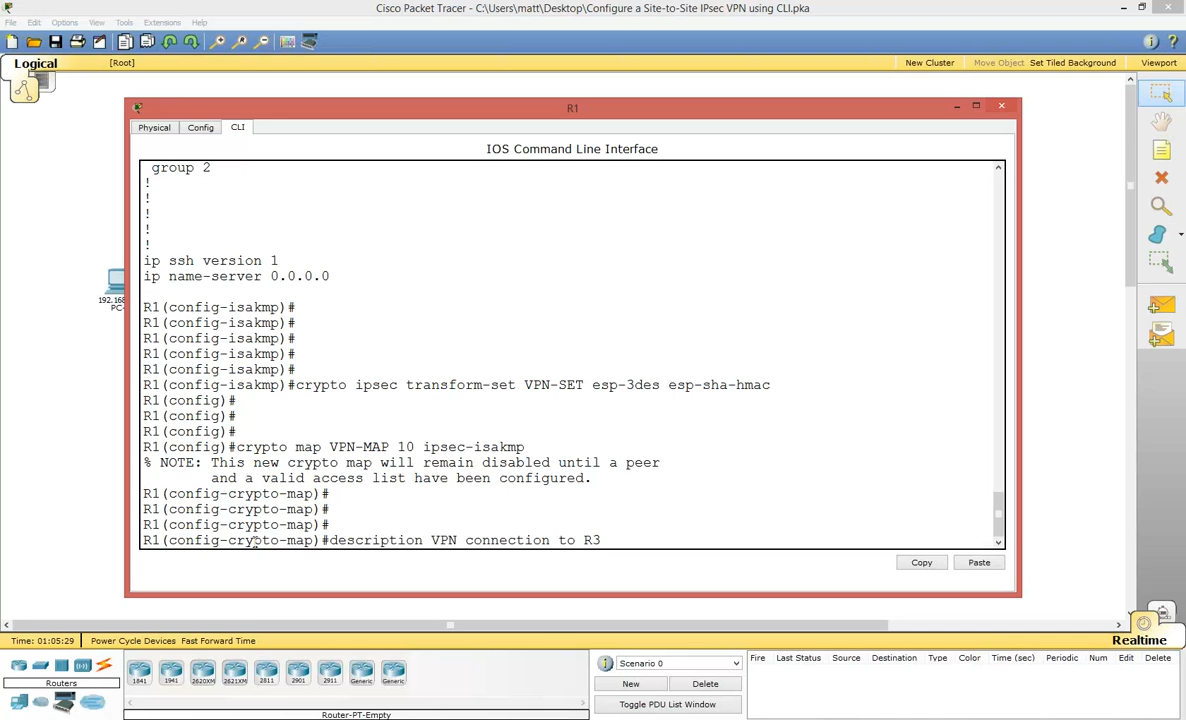 Cisco Packet Tracer - C:\Users\matt\Desktop\Configure a Site-to-Site IPsec VPN using CLI.pka
File Edit Options View Tools Extensions Help
Logical [Root] New Cluster Move Object Set Tiled Background Viewport
R1
Physical Config CLI
IOS Command Line Interface
group 2
!
!
!
!
!
ip ssh version 1
ip name-server 0.0.0.0
R1(config-isakmp)#
R1(config-isakmp)#
R1(config-isakmp)#
R1(config-isakmp)#
R1(config-isakmp)#
R1(config-isakmp)#crypto ipsec transform-set VPN-SET esp-3des esp-sha-hmac
R1(config)#
R1(config)#
R1(config)#
R1(config)#crypto map VPN-MAP 10 ipsec-isakmp
% NOTE: This new crypto map will remain disabled until a peer
and a valid access list have been configured.
R1(config-crypto-map)#
R1(config-crypto-map)#
R1(config-crypto-map)#
R1(config-crypto-map)#description VPN connection to R3
Copy Paste
192.168
PC-
Realtime
Time: 01:05:29 Power Cycle Devices Fast Forward Time
Routers
1841 1941 2620XM 2621XM 2811 2901 2911 Generic Generic
Router-PT-Empty
Scenario 0
New Delete
Toggle PDU List Window
Fire Last Status Source Destination Type Color Time (sec) Periodic Num Edit Delete